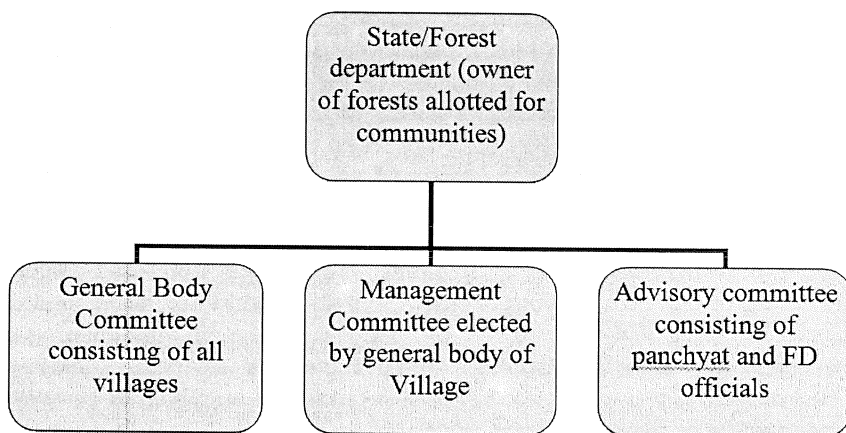 State/Forest
department (owner
of forests allotted for
communities)
General Body
Committee
consisting of all
villages
Management
Committee elected
by general body of
Village
Advisory committee
consisting of
panchyat and FD
officials